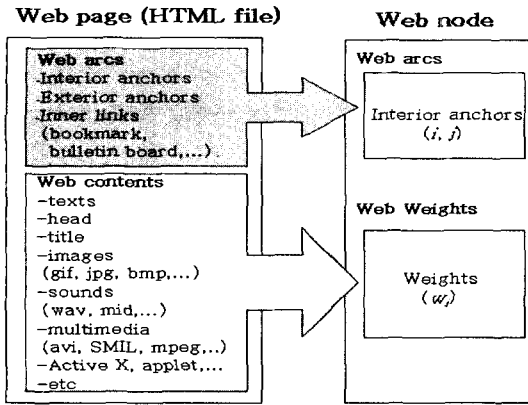 Web page (HTML file)
Web arcs
-Interior anchors
-Exterior anchors
-Inner links
(bookmark,
bulletin board,...)
Web contents
-texts
-head
-title
-images
(gif, jpg, bmp,...)
-sounds
(wav, mid,...)
-multimedia
(avi, SMIL, mpeg,..)
-Active X, applet,...
-etc
Web node
Web arcs
Interior anchors
(i, j)
Web Weights
Weights
(wᵢ)